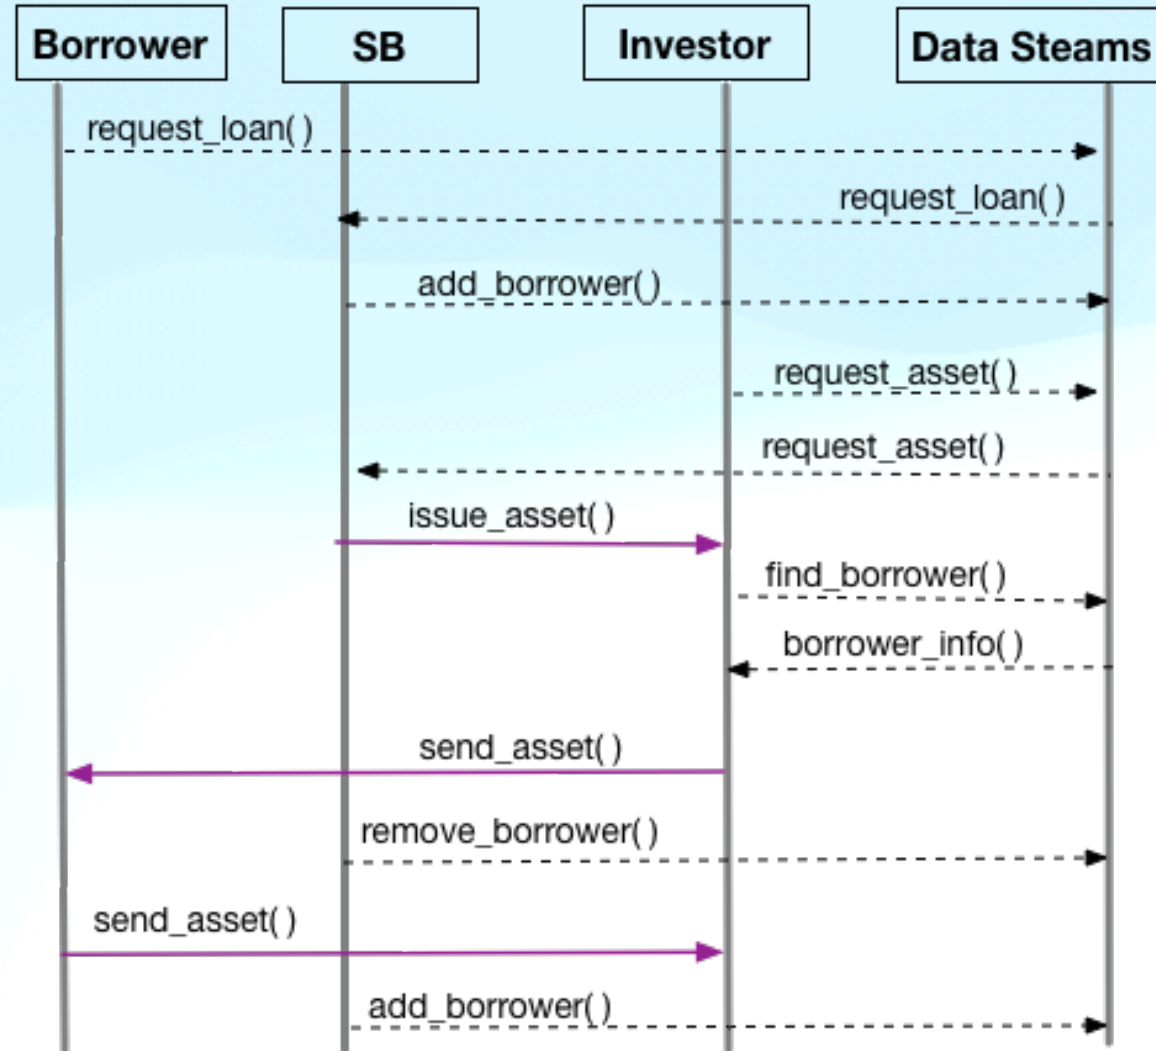 Borrower
SB
Investor
Data Steams
request_loan()
request_loan()
add_borrower()
request_asset()
request_asset()
issue_asset()
find_borrower()
borrower_info()
send_asset()
remove_borrower()
send_asset()
add_borrower()